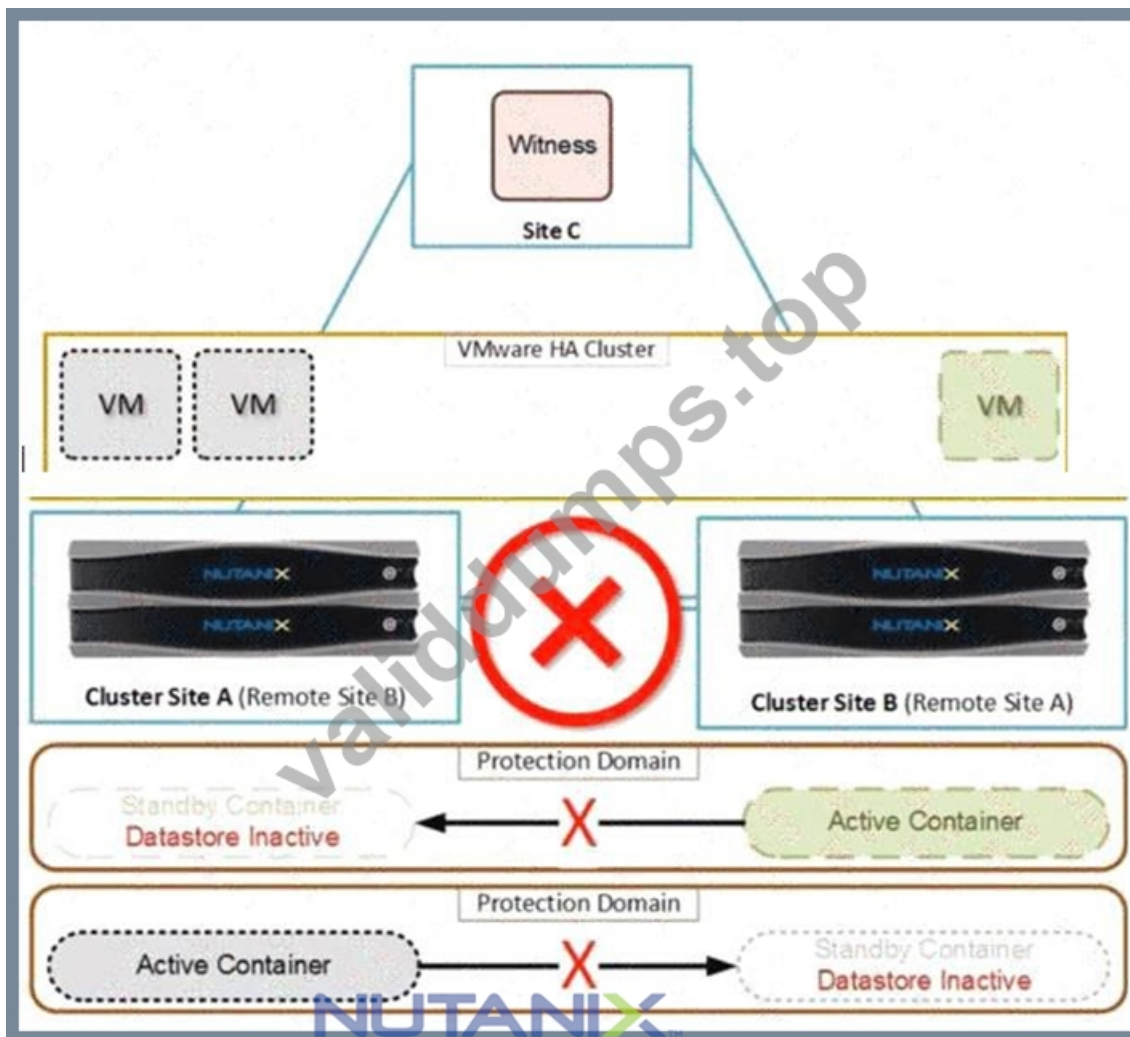 Witness
Site C
VMware HA Cluster
VM
VM
VM
NUTANIX
NUTANIX
NUTANIX
NUTANIX
Cluster Site A (Remote Site B)
Cluster Site B (Remote Site A)
Protection Domain
Standby Container
Datastore Inactive
X
Active Container
Protection Domain
Active Container
X
Standby Container
Datastore Inactive
NUTANIX™
validdumps.top